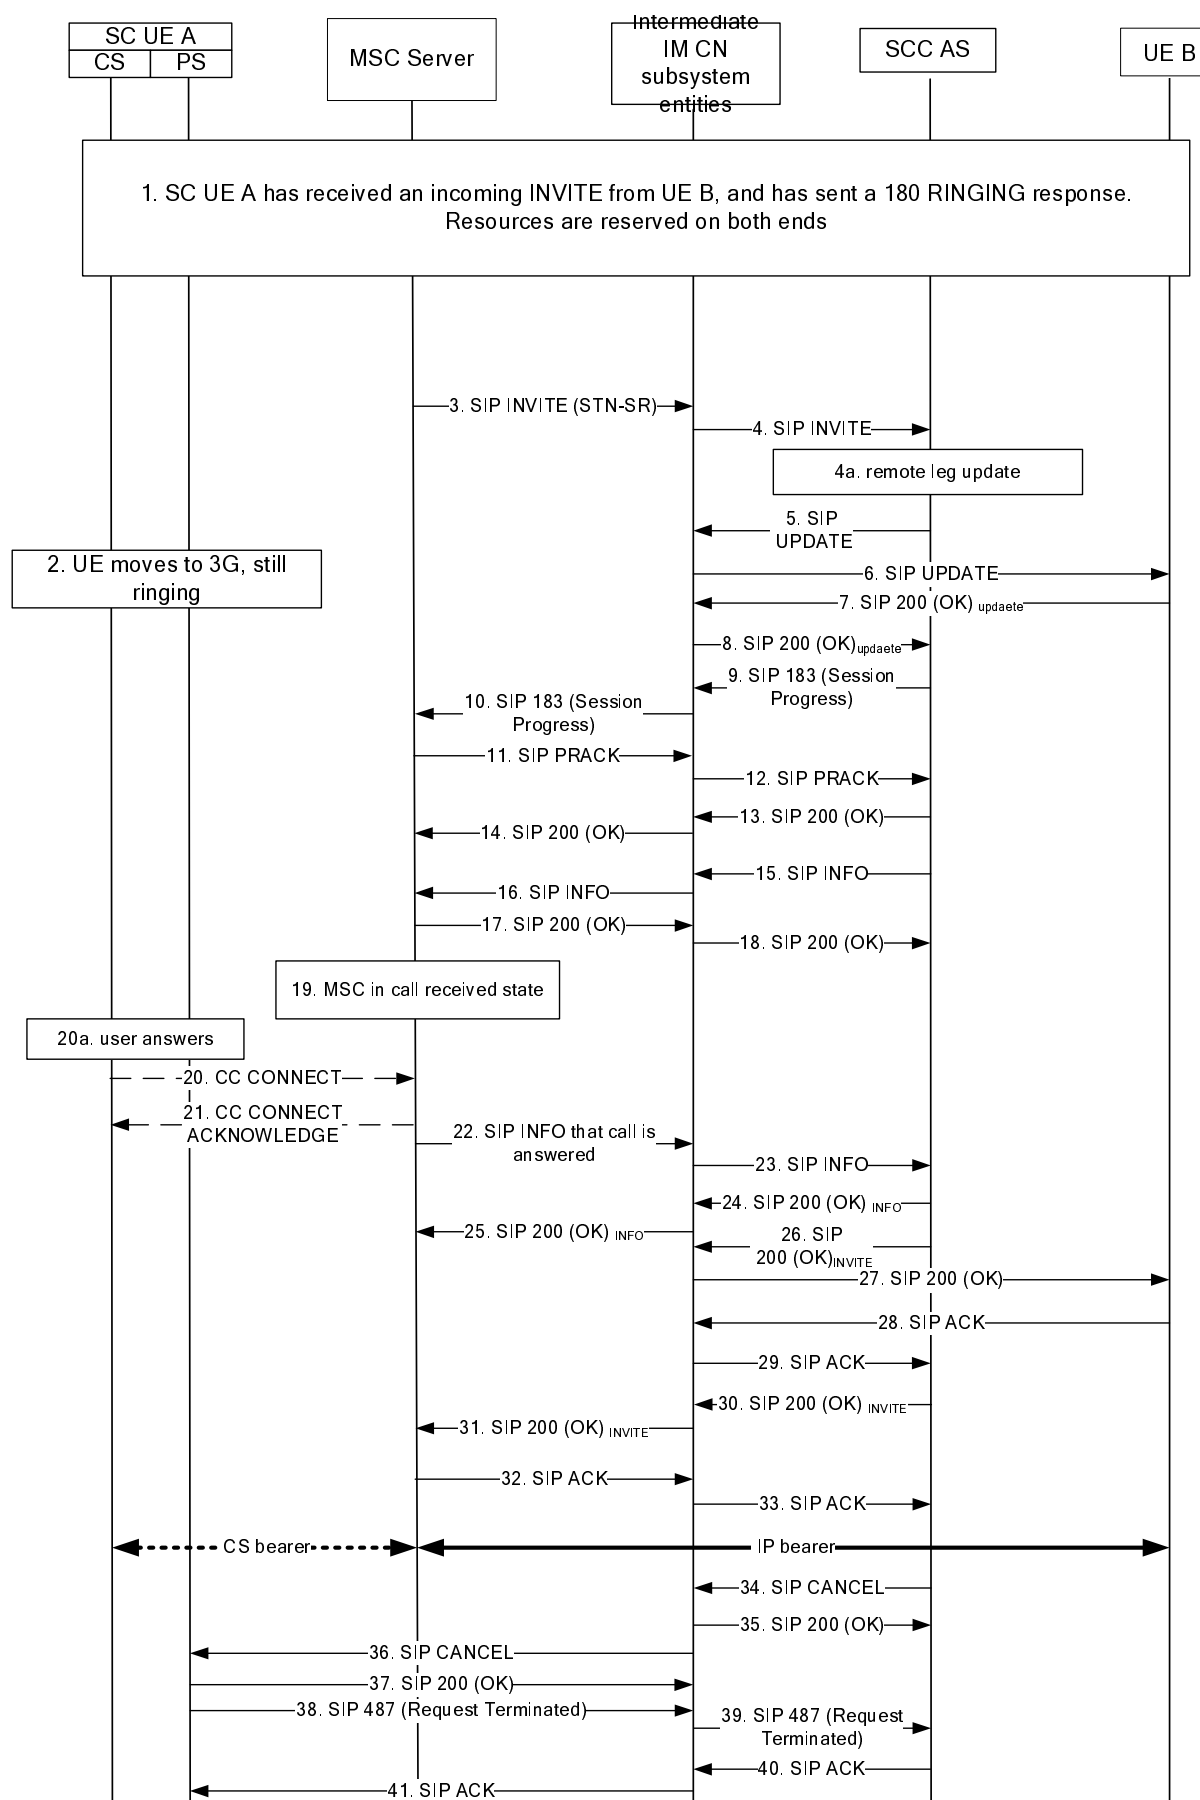 SC UE A
CS
PS
MSC Server
Intermediate
IM CN
subsystem
entities
SCC AS
UE B
1. SC UE A has received an incoming INVITE from UE B, and has sent a 180 RINGING response.
Resources are reserved on both ends
3. SIP INVITE (STN-SR)
4. SIP INVITE
4a. remote leg update
5. SIP
UPDATE
2. UE moves to 3G, still
ringing
6. SIP UPDATE
7. SIP 200 (OK) updaete
8. SIP 200 (OK)updaete
9. SIP 183 (Session
Progress)
10. SIP 183 (Session
Progress)
11. SIP PRACK
12. SIP PRACK
13. SIP 200 (OK)
14. SIP 200 (OK)
15. SIP INFO
16. SIP INFO
17. SIP 200 (OK)
18. SIP 200 (OK)
19. MSC in call received state
20a. user answers
20. CC CONNECT
21. CC CONNECT
ACKNOWLEDGE
22. SIP INFO that call is
answered
23. SIP INFO
24. SIP 200 (OK) INFO
25. SIP 200 (OK) INFO
26. SIP
200 (OK)INVITE
27. SIP 200 (OK)
28. SIP ACK
29. SIP ACK
30. SIP 200 (OK) INVITE
31. SIP 200 (OK) INVITE
32. SIP ACK
33. SIP ACK
CS bearer
IP bearer
34. SIP CANCEL
35. SIP 200 (OK)
36. SIP CANCEL
37. SIP 200 (OK)
38. SIP 487 (Request Terminated)
39. SIP 487 (Request
Terminated)
40. SIP ACK
41. SIP ACK